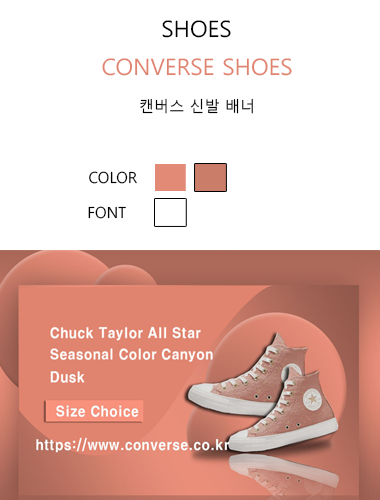 SHOES
CONVERSE SHOES
캔버스 신발 배너
COLOR
FONT
Chuck Taylor All Star
Seasonal Color Canyon
Dusk
Size Choice
https://www.converse.co.kr